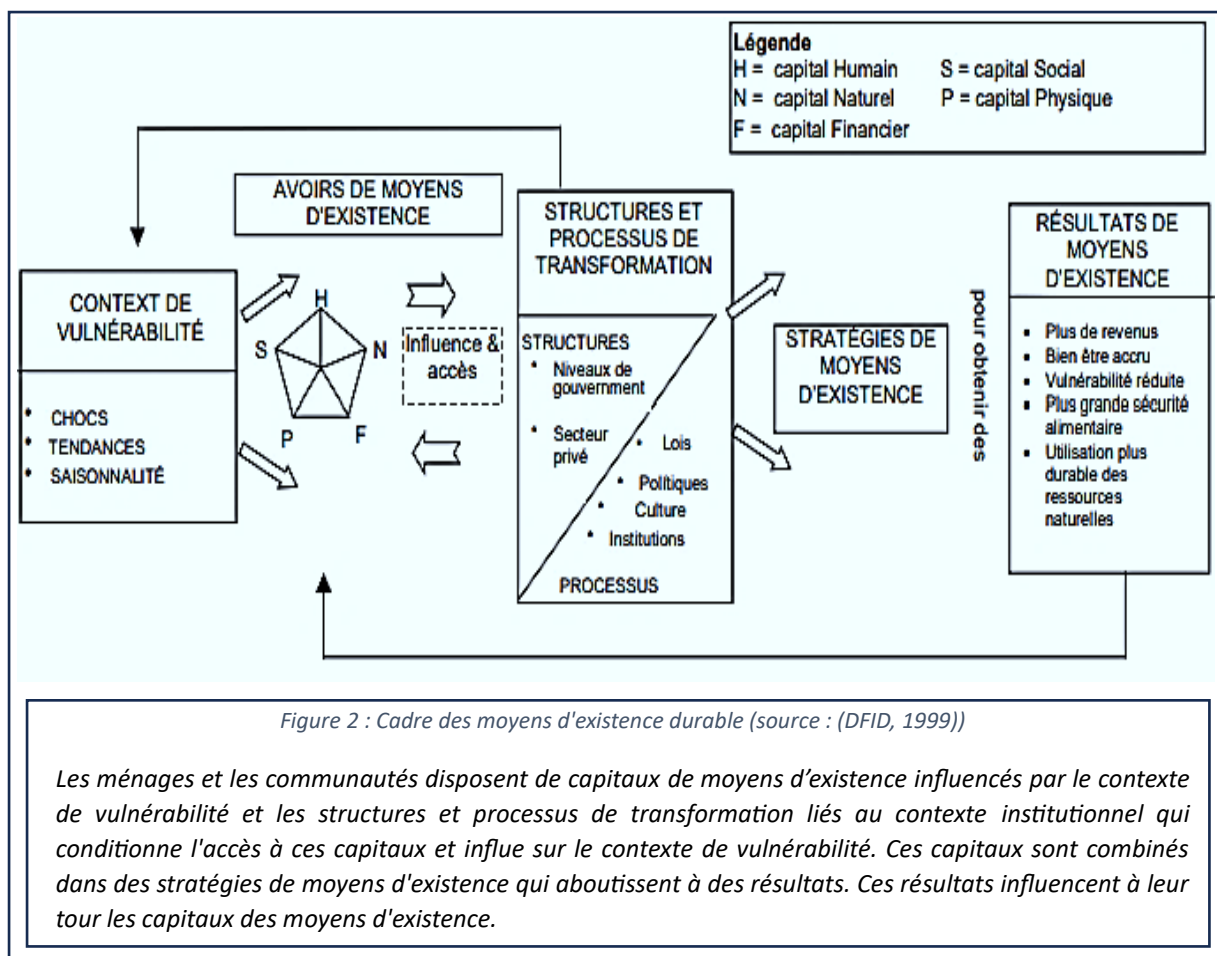 Légende
H = capital Humain S = capital Social
N = capital Naturel P = capital Physique
F = capital Financier
AVOIRS DE MOYENS
D'EXISTENCE
STRUCTURES ET
PROCESSUS DE
TRANSFORMATION
RÉSULTATS DE
MOYENS
D'EXISTENCE
CONTEXT DE
VULNÉRABILITÉ
CHOCS
TENDANCES
SAISONNALITÉ
H
S
N
P
F
Influence &
accès
STRUCTURES
• Niveaux de
gouvernment
• Secteur
privé
• Lois
• Politiques
• Culture
• Institutions
PROCESSUS
STRATÉGIES DE
MOYENS
D'EXISTENCE
pour obtenir des
▪ Plus de revenus
▪ Bien être accru
▪ Vulnérabilité réduite
▪ Plus grande sécurité
alimentaire
▪ Utilisation plus
durable des
ressources
naturelles
Figure 2 : Cadre des moyens d'existence durable (source : (DFID, 1999))
Les ménages et les communautés disposent de capitaux de moyens d’existence influencés par le contexte
de vulnérabilité et les structures et processus de transformation liés au contexte institutionnel qui
conditionne l'accès à ces capitaux et influe sur le contexte de vulnérabilité. Ces capitaux sont combinés
dans des stratégies de moyens d'existence qui aboutissent à des résultats. Ces résultats influencent à leur
tour les capitaux des moyens d'existence.